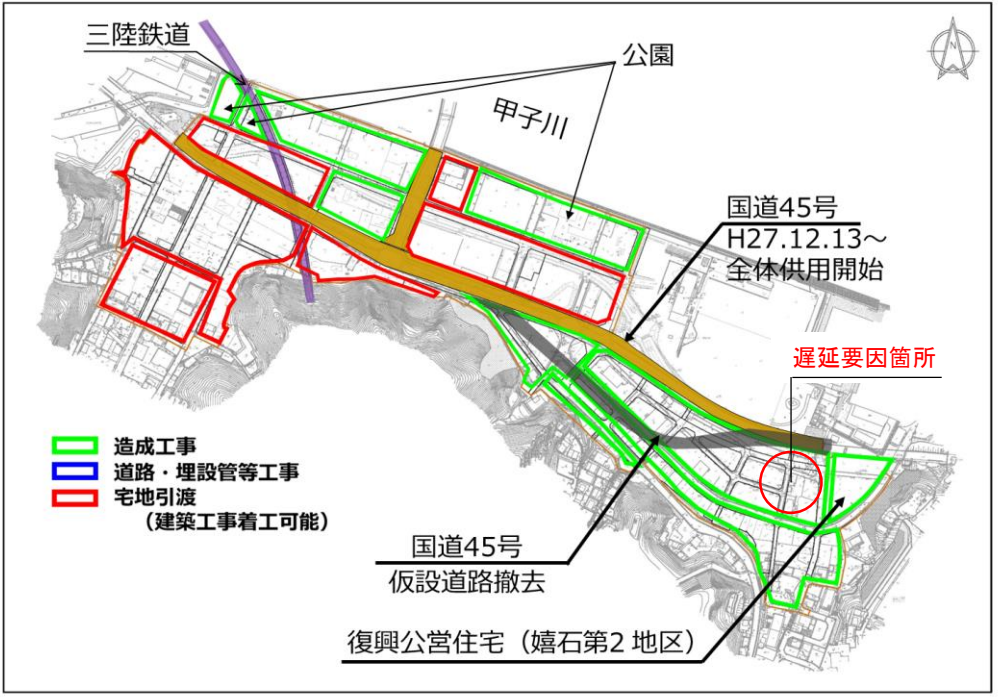 三陸鉄道
公園
N
甲子川
国道45号
H27.12.13～
全体供用開始
遅延要因箇所
造成工事
道路・埋設管等工事
宅地引渡
（建築工事着工可能）
国道45号
仮設道路撤去
復興公営住宅（嬉石第2 地区）